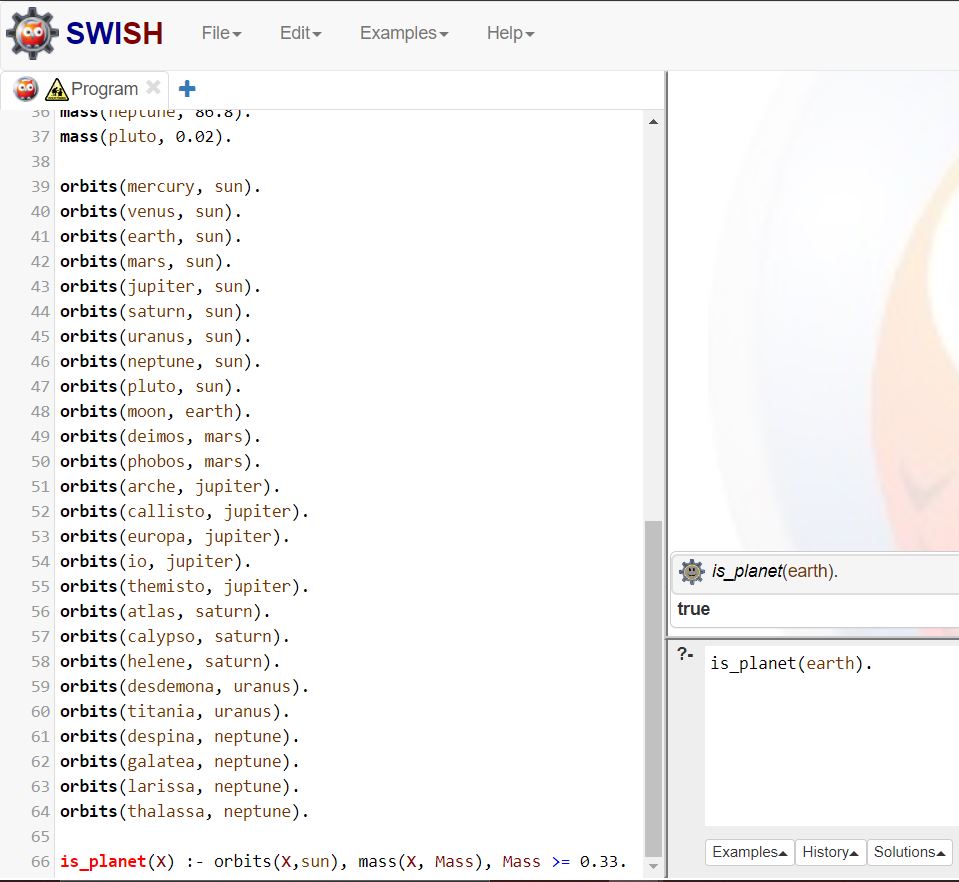 SWISH File Edit Examples Help
Program
36 mass(neptune, 86.8).
37 mass(pluto, 0.02).
38
39 orbits(mercury, sun).
40 orbits(venus, sun).
41 orbits(earth, sun).
42 orbits(mars, sun).
43 orbits(jupiter, sun).
44 orbits(saturn, sun).
45 orbits(uranus, sun).
46 orbits(neptune, sun).
47 orbits(pluto, sun).
48 orbits(moon, earth).
49 orbits(deimos, mars).
50 orbits(phobos, mars).
51 orbits(arche, jupiter).
52 orbits(callisto, jupiter).
53 orbits(europa, jupiter).
54 orbits(io, jupiter).
55 orbits(themisto, jupiter).
56 orbits(atlas, saturn).
57 orbits(calypso, saturn).
58 orbits(helene, saturn).
59 orbits(desdemona, uranus).
60 orbits(titania, uranus).
61 orbits(despina, neptune).
62 orbits(galatea, neptune).
63 orbits(larissa, neptune).
64 orbits(thalassa, neptune).
65
66 is_planet(X) :- orbits(X,sun), mass(X, Mass), Mass >= 0.33.
is_planet(earth).
true
?- is_planet(earth).
Examples History Solutions